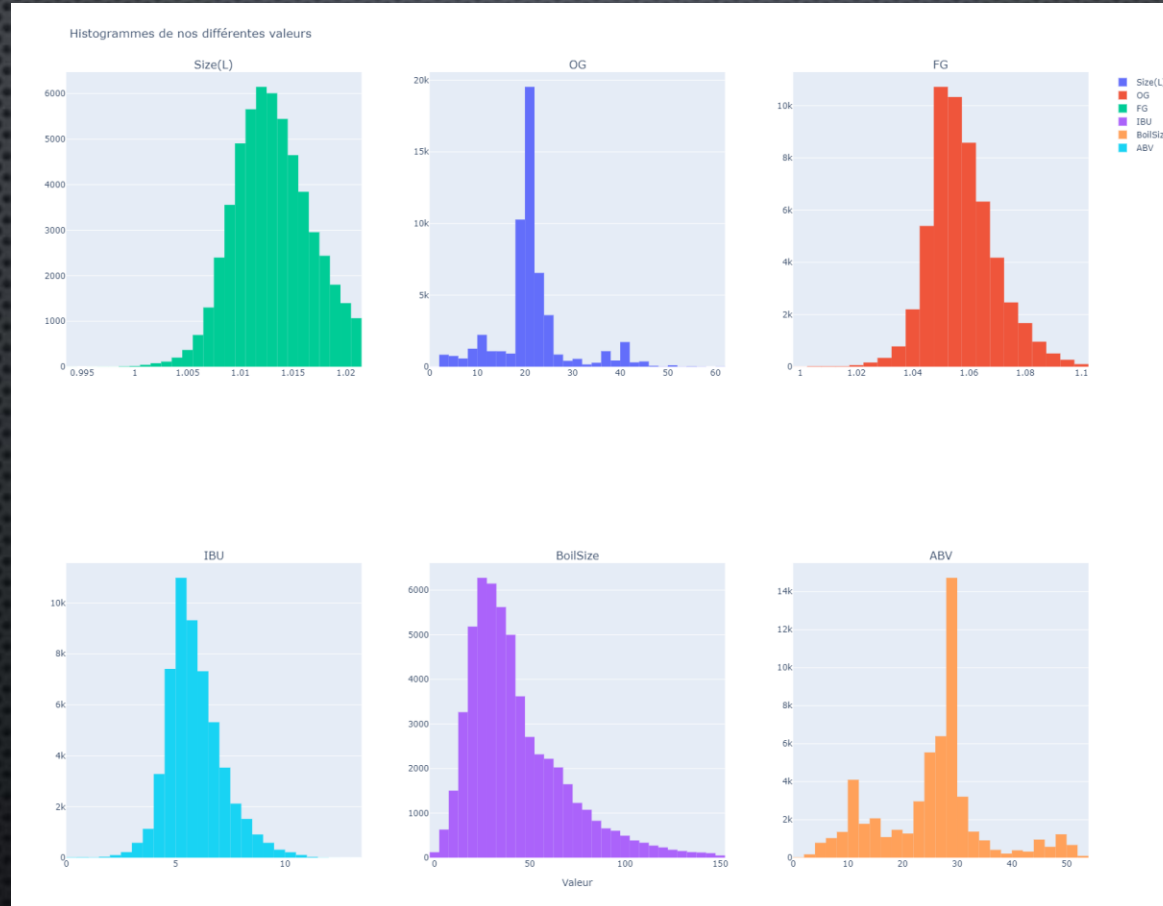 Histogrammes de nos différentes valeurs
Size(L)
OG
FG
6000
5000
4000
3000
2000
1000
0
0.995 1 1.005 1.01 1.015 1.02
20k
15k
10k
5k
0
0 10 20 30 40 50 60
10k
8k
6k
4k
2k
0
1 1.02 1.04 1.06 1.08 1.1
Size(L)
OG
FG
IBU
BoilSiz
ABV
IBU
BoilSize
ABV
10k
8k
6k
4k
2k
0
0 5 10
6000
5000
4000
3000
2000
1000
0
0 50 100 150
Valeur
14k
12k
10k
8k
6k
4k
2k
0
0 10 20 30 40 50